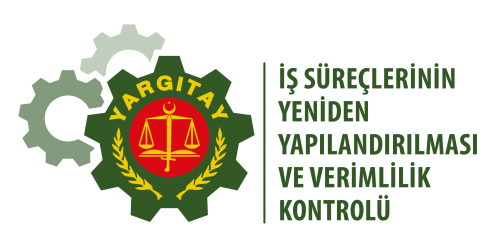 YARGITAY
İŞ SÜREÇLERİNİN
YENİDEN
YAPILANDIRILMASI
VE VERİMLİLİK
KONTROLÜ